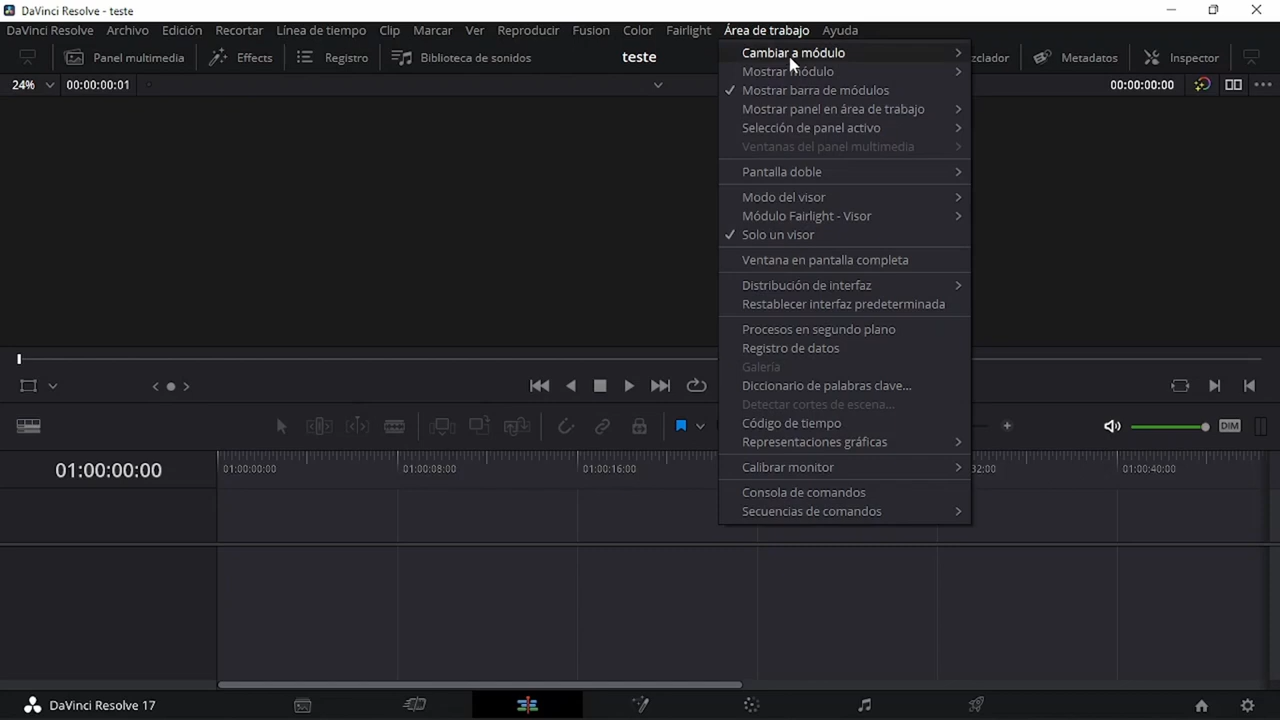 DaVinci Resolve - teste
DaVinci Resolve Archivo Edición Recortar Línea de tiempo Clip Marcar Ver Reproducir Fusion Color Fairlight Área de trabajo Ayuda
Panel multimedia Effects Registro Biblioteca de sonidos teste zclador Metadatos Inspector
24% 00:00:00:01 00:00:00:00
Cambiar a módulo
Mostrar módulo
Mostrar barra de módulos
Mostrar panel en área de trabajo
Selección de panel activo
Ventanas del panel multimedia
Pantalla doble
Modo del visor
Módulo Fairlight - Visor
Solo un visor
Ventana en pantalla completa
Distribución de interfaz
Restablecer interfaz predeterminada
Procesos en segundo plano
Registro de datos
Galería
Diccionario de palabras clave...
Detectar cortes de escena...
Código de tiempo
Representaciones gráficas
Calibrar monitor
Consola de comandos
Secuencias de comandos
DIM
01:00:00:00 01:00:00:00 01:00:08:00 01:00:16:00 32:00 01:00:40:00
DaVinci Resolve 17